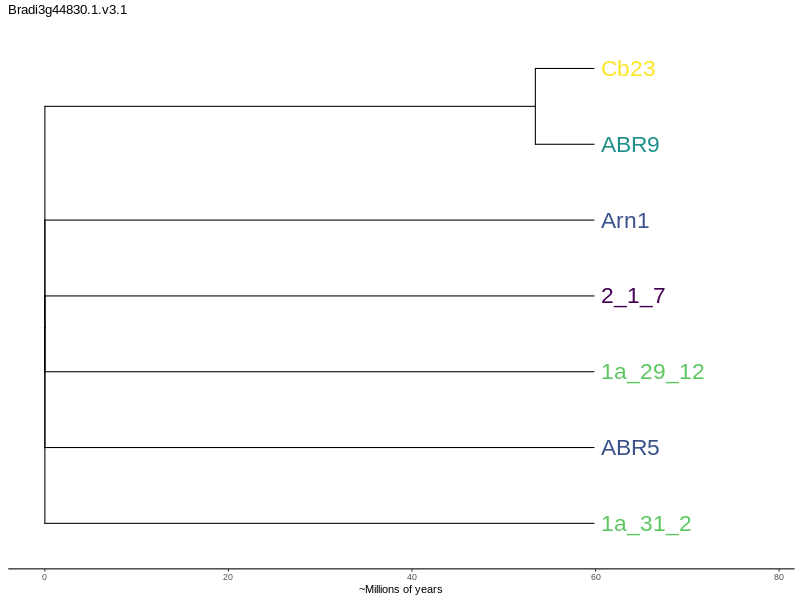 Bradi3g44830.1.v3.1
Cb23
ABR9
Arn1
2_1_7
1a_29_12
ABR5
1a_31_2
0 20 40 60 80
~Millions of years